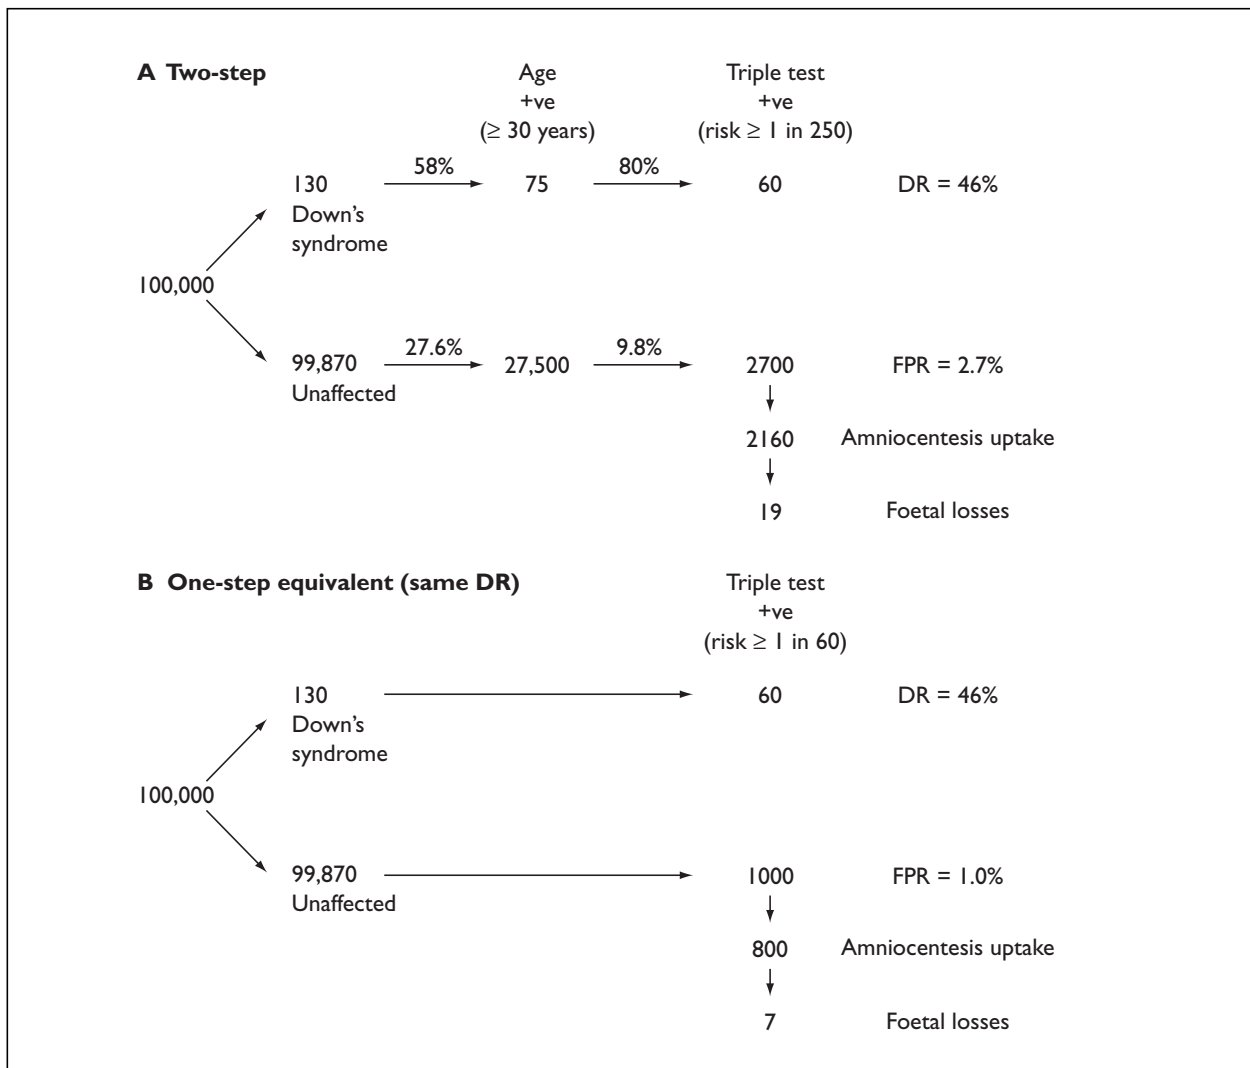 A Two-step
Age
+ve
(≥ 30 years)
Triple test
+ve
(risk ≥ 1 in 250)
58%
80%
130
75
60
DR = 46%
Down's
syndrome
100,000
27.6%
9.8%
99,870
27,500
2700
FPR = 2.7%
Unaffected
2160
Amniocentesis uptake
19
Foetal losses
B One-step equivalent (same DR)
Triple test
+ve
(risk ≥ 1 in 60)
130
60
DR = 46%
Down's
syndrome
100,000
99,870
1000
FPR = 1.0%
Unaffected
800
Amniocentesis uptake
7
Foetal losses